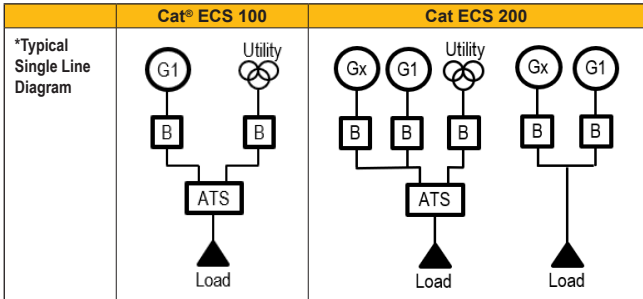 Cat® ECS 100
Cat ECS 200
*Typical
Single Line
Diagram
G1
Utility
B
B
ATS
Load
Gx
G1
Utility
B
B
B
ATS
Load
Gx
G1
B
B
Load